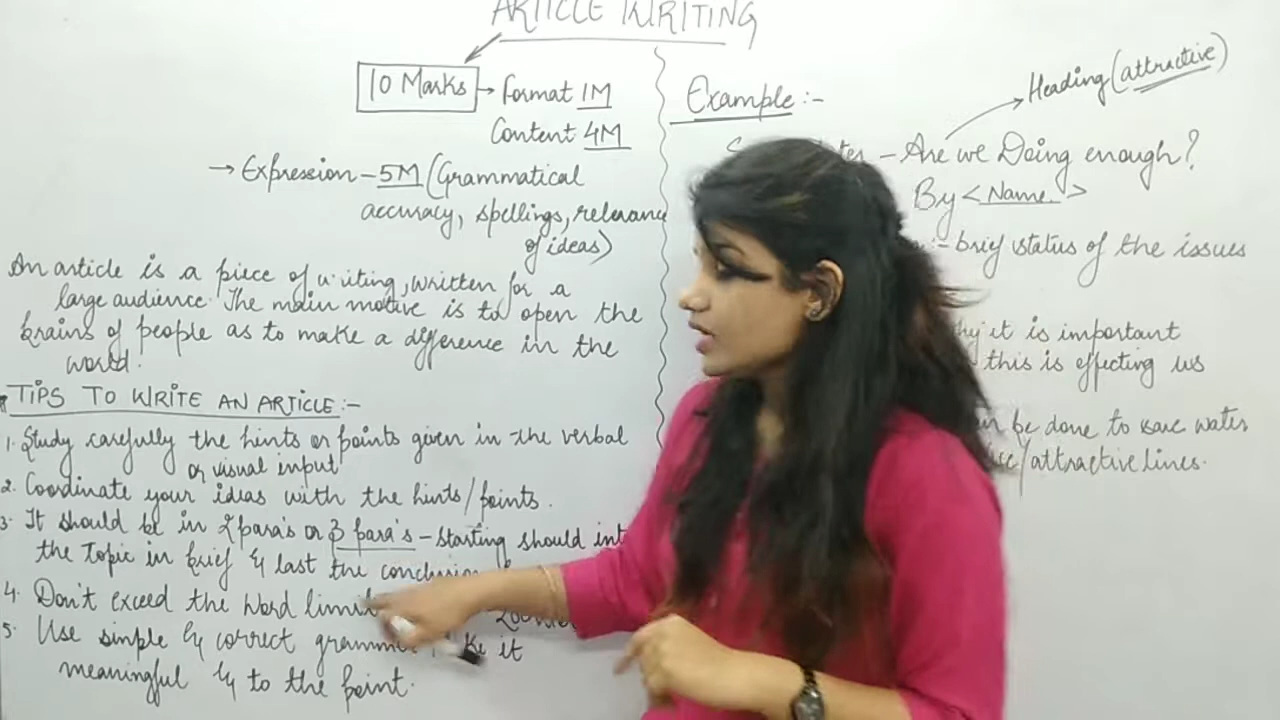 ARTICLE WRITING
10 Marks → Format 1M
Content 4M
→ Expression - 5M (Grammatical
accuracy, spellings, relevance
of ideas)
An article is a piece of writing, written for a
large audience. The main motive is to open the
brains of people as to make a difference in the
world.
TIPS TO WRITE AN ARTICLE:-
1. Study carefully the hints or points given in the verbal
or visual input
2. Coordinate your ideas with the hints/points.
3. It should be in 2 para's or 3 para's - Starting should
the topic in brief & last the
4. Don't exceed the word limit
5. Use simple & correct it
meaningful & to the point.
Example :-
Heading (attractive)
- Are we Doing enough?
By <Name>
:- brief status of the issues
it is important
this is effecting us
be done to save water
/attractive lines.